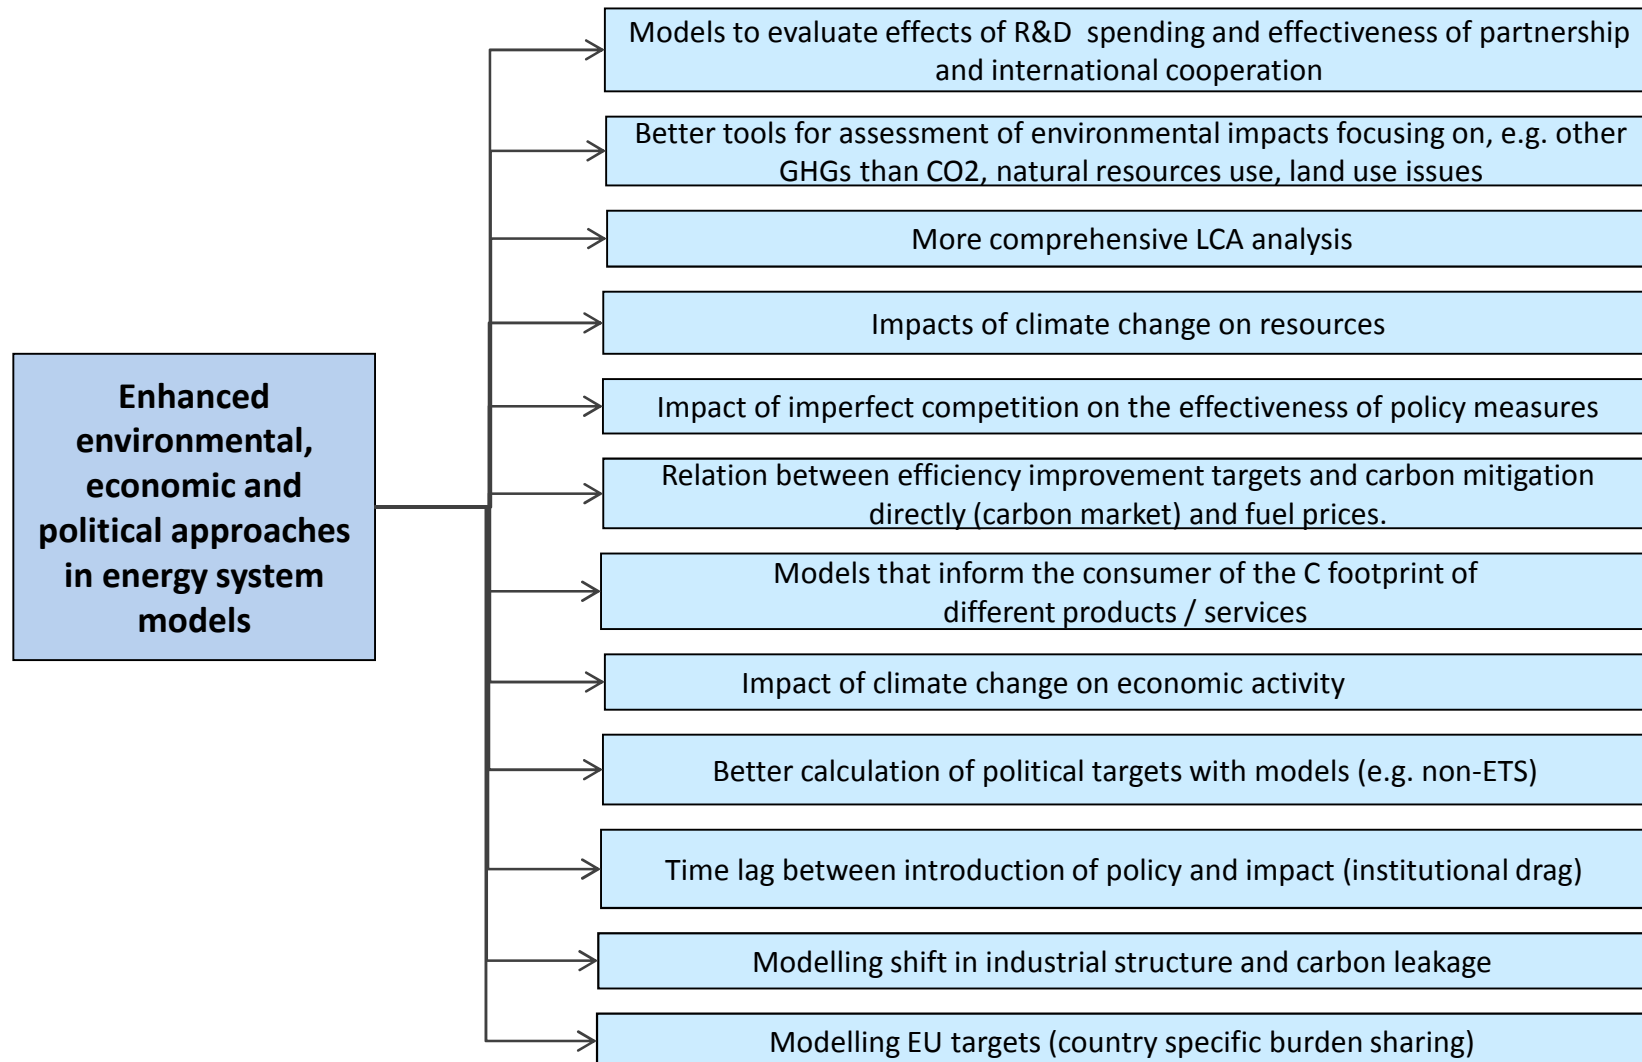 Models to evaluate effects of R&D spending and effectiveness of partnership
and international cooperation
Better tools for assessment of environmental impacts focusing on, e.g. other
GHGs than CO2, natural resources use, land use issues
More comprehensive LCA analysis
Impacts of climate change on resources
Enhanced
environmental,
economic and
political approaches
in energy system
models
Impact of imperfect competition on the effectiveness of policy measures
Relation between efficiency improvement targets and carbon mitigation
directly (carbon market) and fuel prices.
Models that inform the consumer of the C footprint of
different products / services
Impact of climate change on economic activity
Better calculation of political targets with models (e.g. non-ETS)
Time lag between introduction of policy and impact (institutional drag)
Modelling shift in industrial structure and carbon leakage
Modelling EU targets (country specific burden sharing)